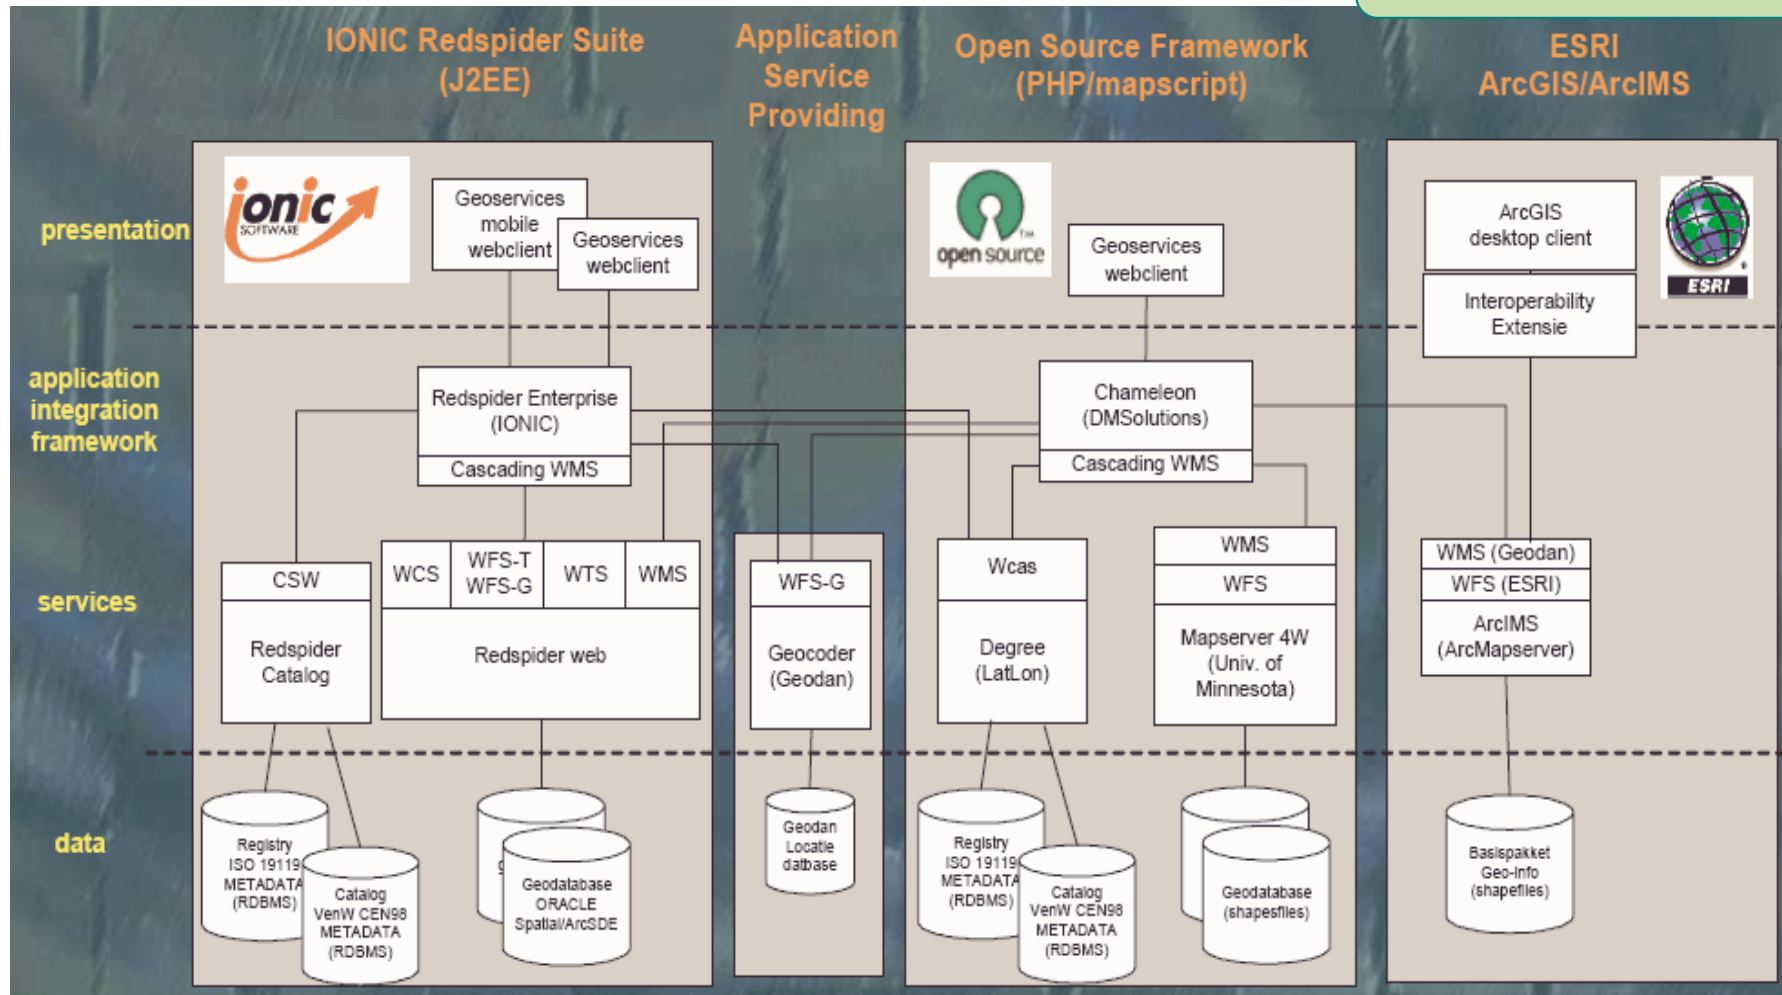 IONIC Redspider Suite
(J2EE)
Application
Service
Providing
Open Source Framework
(PHP/mapscript)
ESRI
ArcGIS/ArcIMS
presentation
ionic
SOFTWARE
Geoservices
mobile
webclient
Geoservices
webclient
open source
TM
Geoservices
webclient
ArcGIS
desktop client
Interoperability
Extensie
ESRI
application
integration
framework
Redspider Enterprise
(IONIC)
Cascading WMS
Chameleon
(DMSolutions)
Cascading WMS
services
CSW
Redspider
Catalog
WCS
WFS-T
WFS-G
WTS
WMS
Redspider web
WFS-G
Geocoder
(Geodan)
Wcas
Degree
(LatLon)
WMS
WFS
Mapserver 4W
(Univ. of
Minnesota)
WMS (Geodan)
WFS (ESRI)
ArcIMS
(ArcMapserver)
data
Registry
ISO 19119
METADATA
(RDBMS)
Catalog
VenW CEN98
METADATA
(RDBMS)
Geodatabase
ORACLE
Spatial/ArcSDE
Geodan
Locatie
datbase
Registry
ISO 19119
METADATA
(RDBMS)
Catalog
VenW CEN98
METADATA
(RDBMS)
Geodatabase
(shapesfiles)
Basispakket
Geo-Info
(shapefiles)